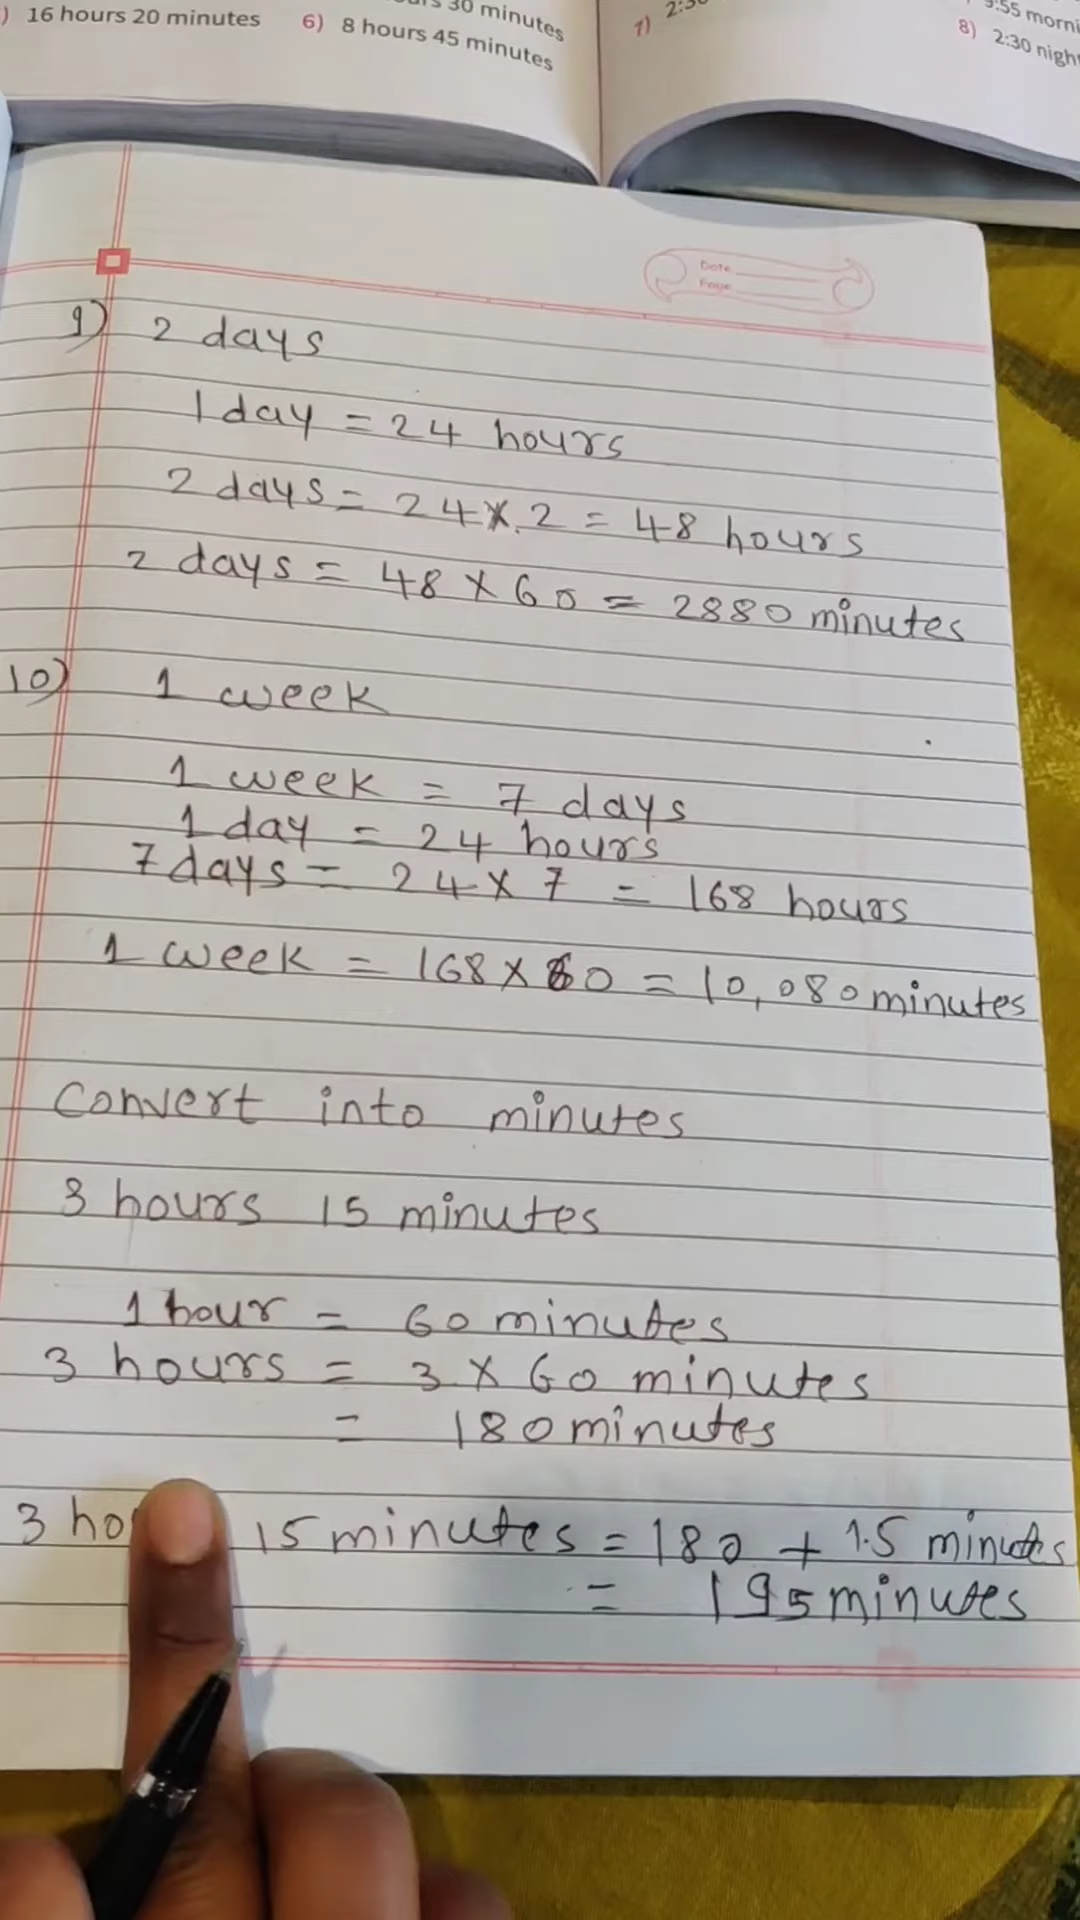 30 minutes
16 hours 20 minutes
6) 8 hours 45 minutes
7)
9:55
8) 2:30
Date
Page
9) 2 days
1 day = 24 hours
2 days = 24 x 2 = 48 hours
2 days = 48 x 60 = 2880 minutes
10) 1 week
1 week = 7 days
1 day = 24 hours
7 days = 24 x 7 = 168 hours
1 week = 168 x 60 = 10,080 minutes
Convert into minutes
3 hours 15 minutes
1 hour = 60 minutes
3 hours = 3 x 60 minutes
= 180 minutes
3 15 minutes = 180 + 15 minutes
= 195 minutes